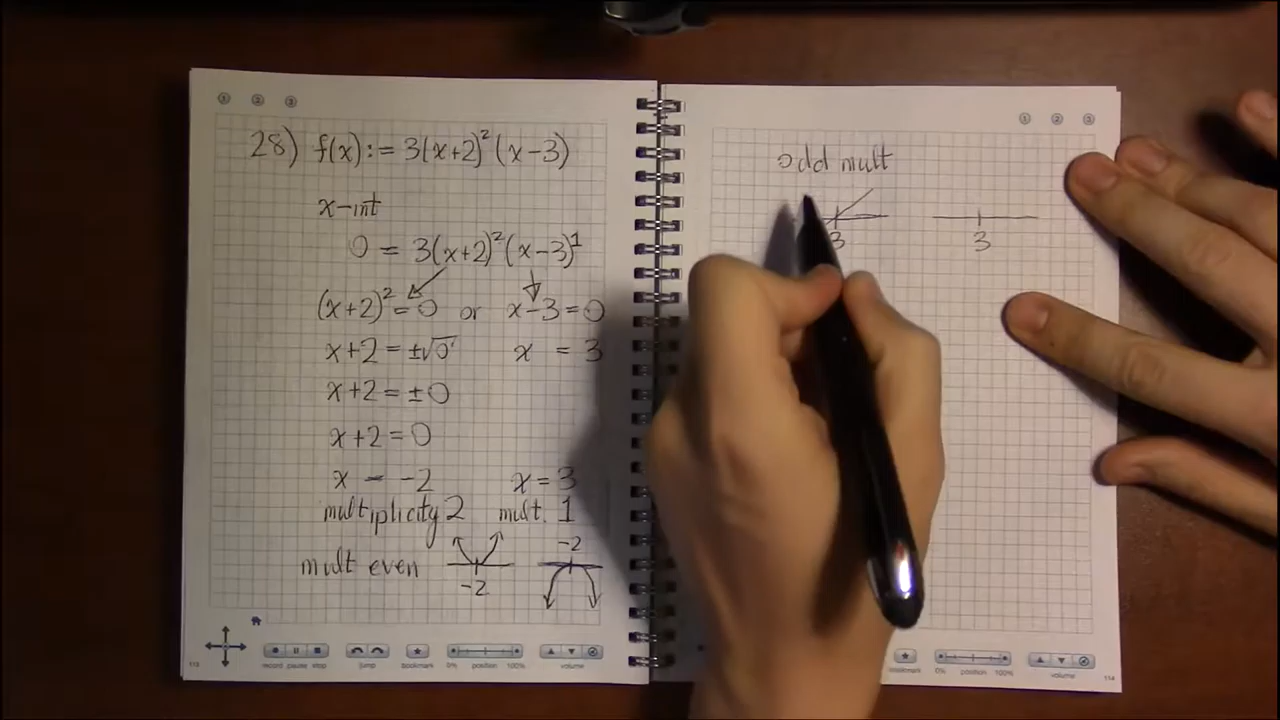 28) f(x):= 3(x+2)²(x-3)
x-int
0 = 3(x+2)²(x-3)¹
(x+2)² = 0 or x-3=0
x+2 = ±√0 x = 3
x+2 = ±0
x+2 = 0
x = -2 x = 3
multiplicity 2 mult. 1
-2
mult even
-2
record pause stop jump bookmark 0% position 100% volume
113
odd mult
3 3
bookmark 0% position 100% volume
114